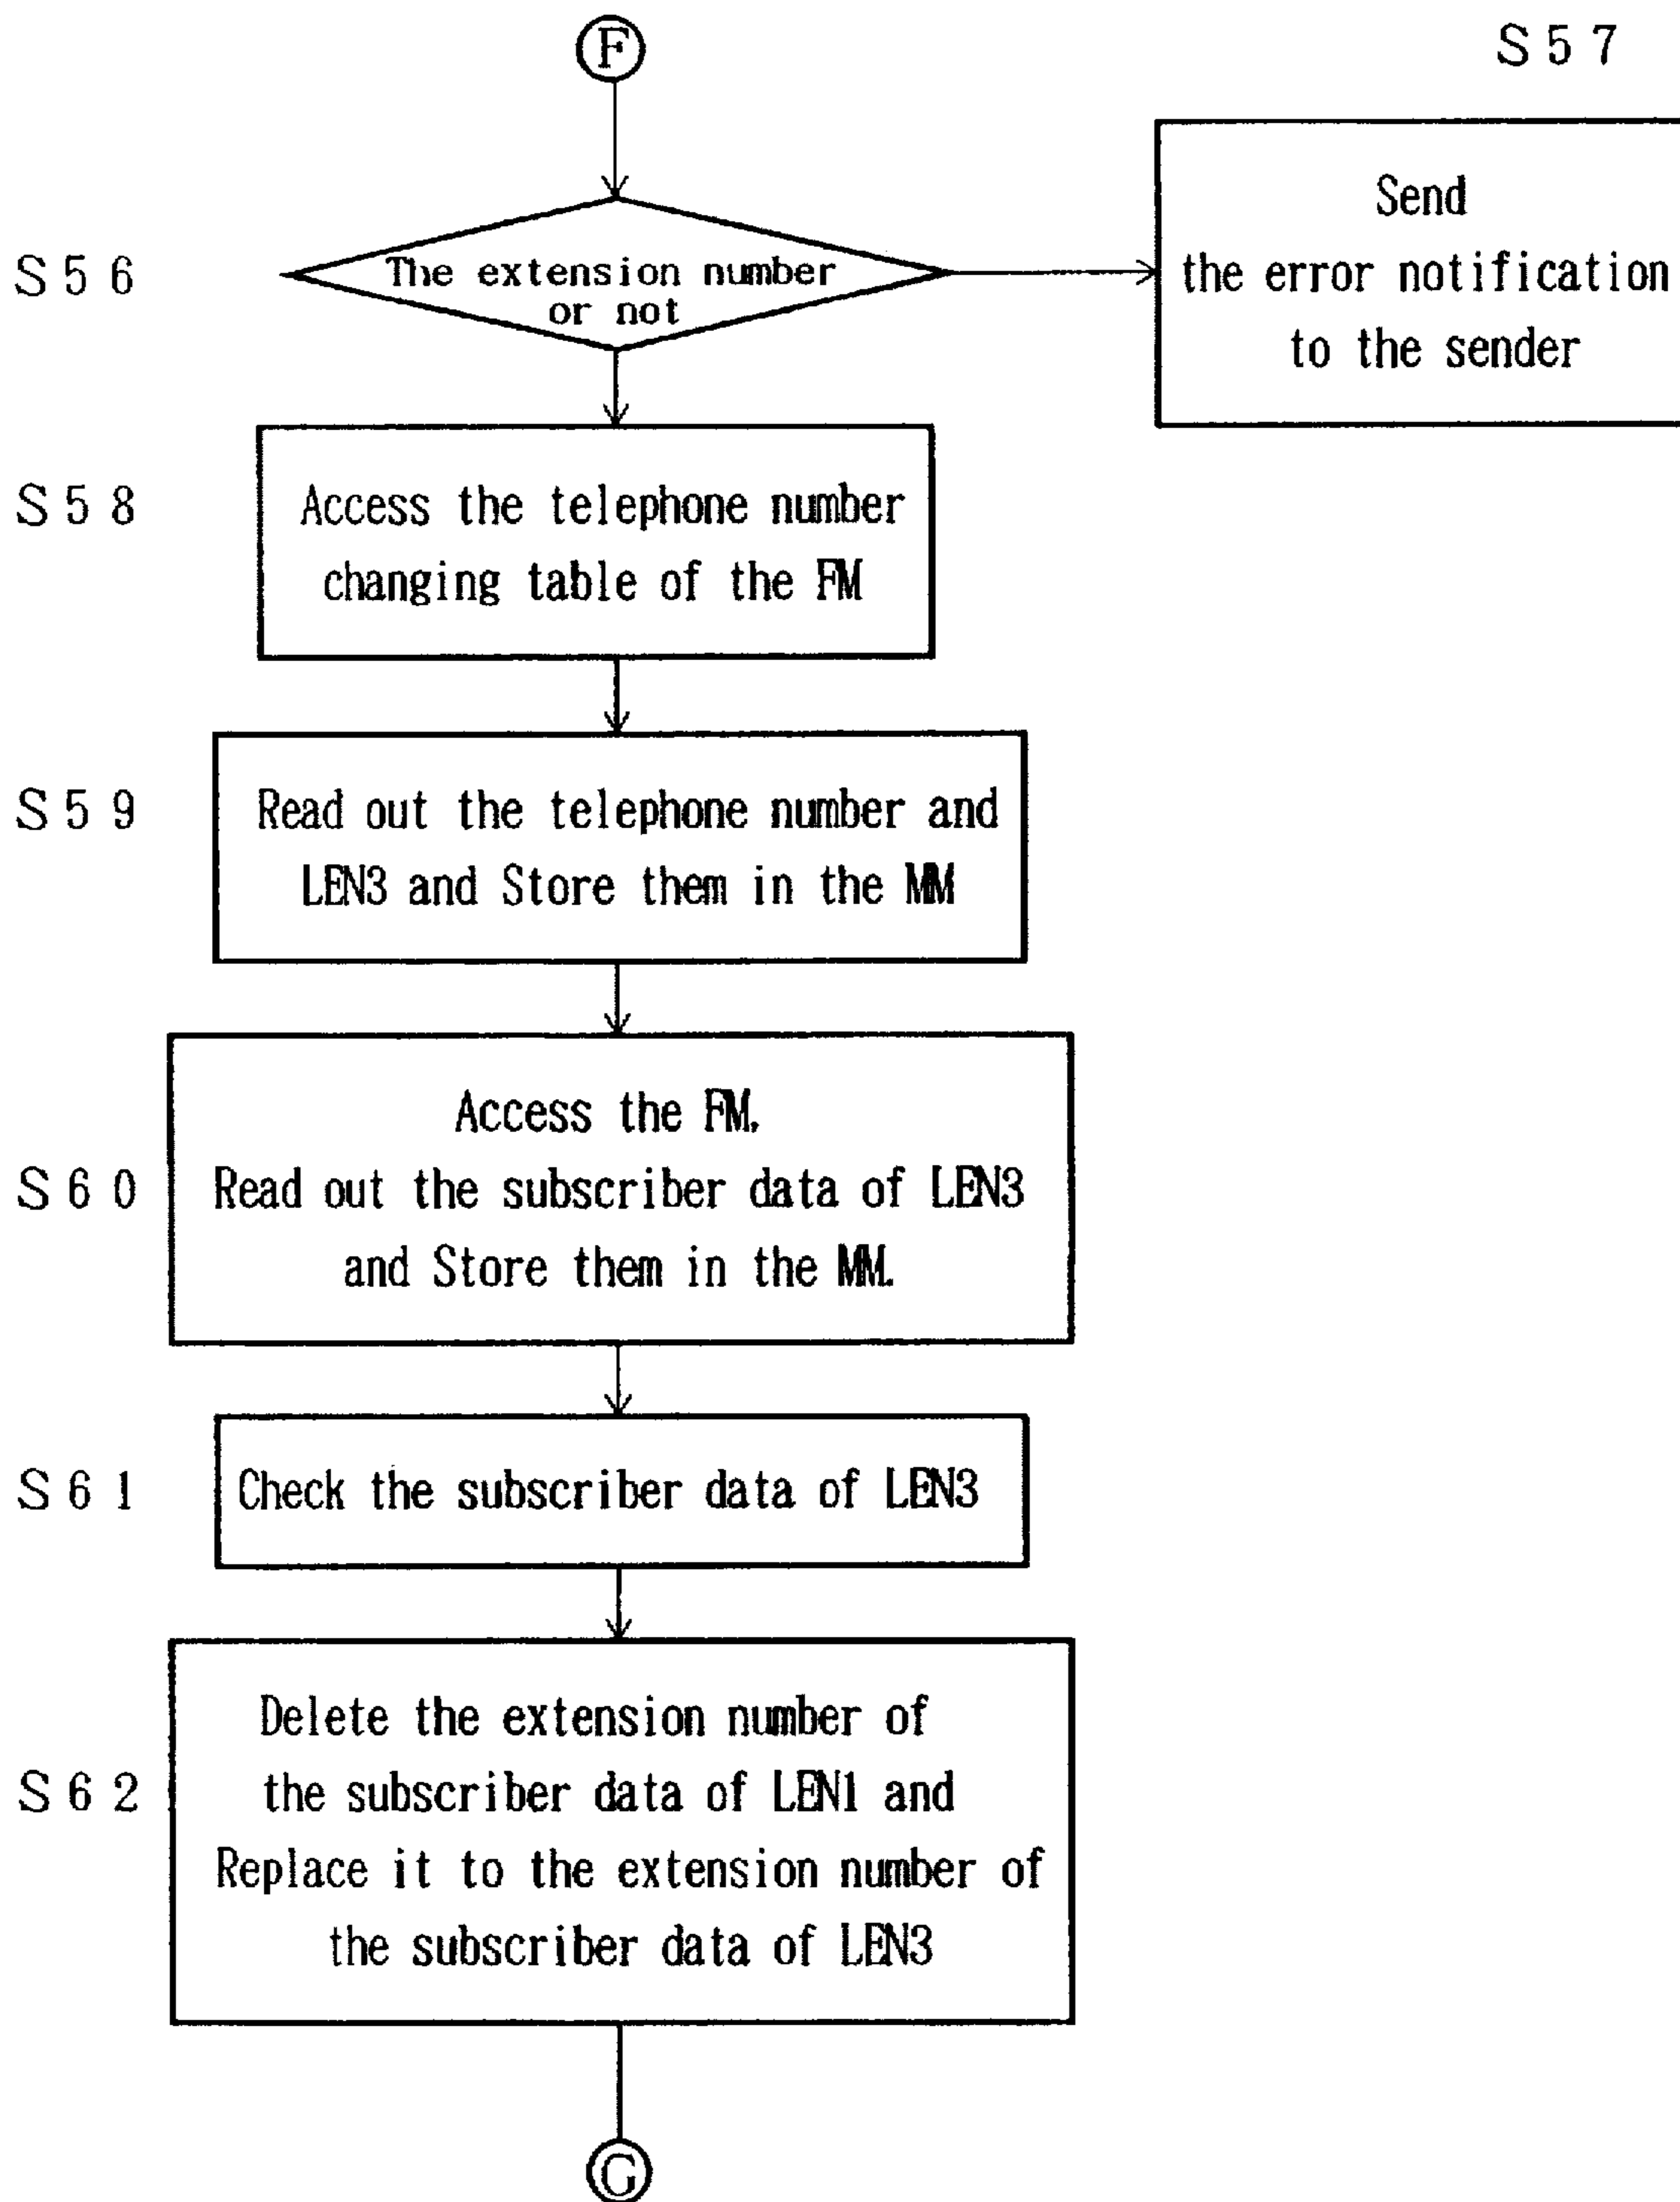 F
S57
Send
the error notification
to the sender
S56
The extension number
or not
S58
Access the telephone number
changing table of the FM
S59
Read out the telephone number and
LEN3 and Store them in the MM
S60
Access the FM,
Read out the subscriber data of LEN3
and Store them in the MM.
S61
Check the subscriber data of LEN3
S62
Delete the extension number of
the subscriber data of LEN1 and
Replace it to the extension number of
the subscriber data of LEN3
G